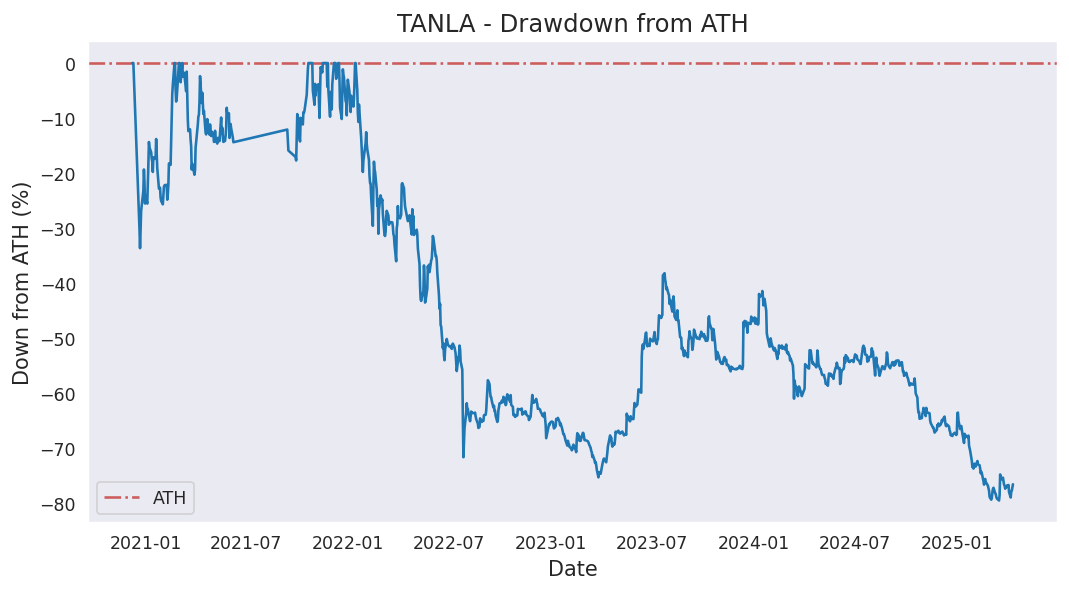 TANLA - Drawdown from ATH
Down from ATH (%)
0
−10
−20
−30
−40
−50
−60
−70
−80
ATH
2021-01 2021-07 2022-01 2022-07 2023-01 2023-07 2024-01 2024-07 2025-01
Date